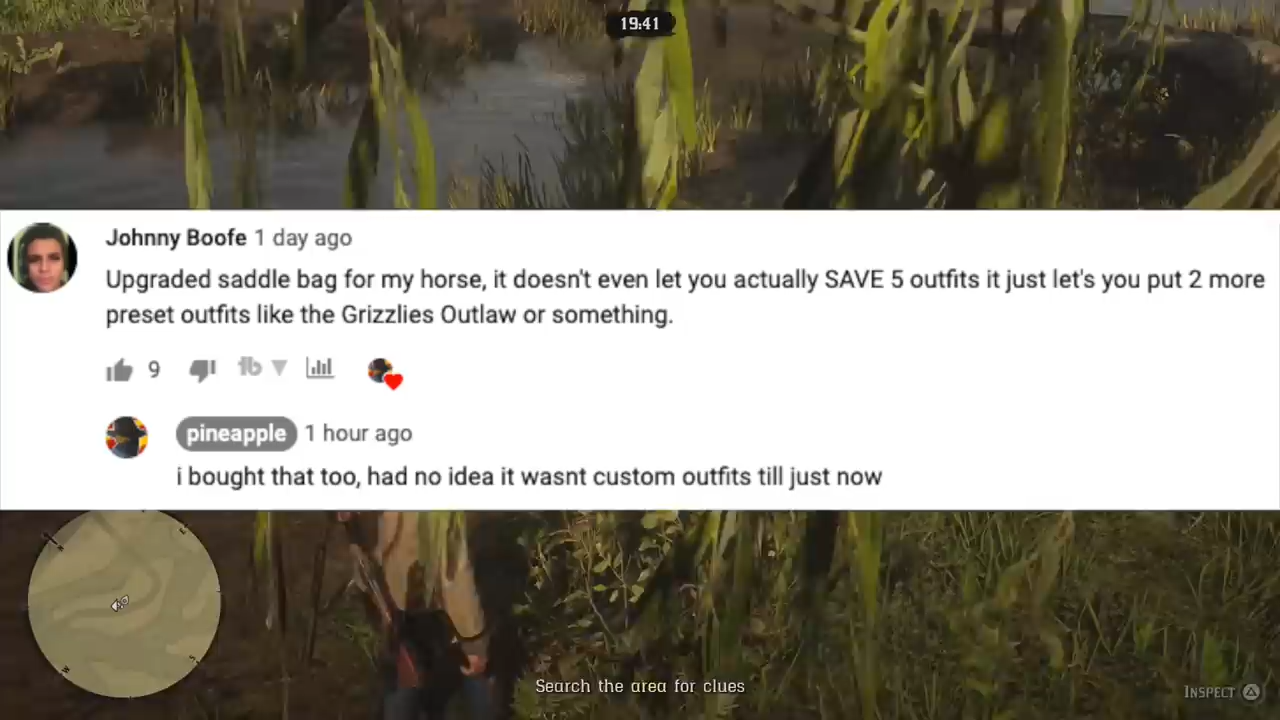 19:41
Johnny Boofe 1 day ago
Upgraded saddle bag for my horse, it doesn't even let you actually SAVE 5 outfits it just let's you put 2 more
preset outfits like the Grizzlies Outlaw or something.
9
pineapple 1 hour ago
i bought that too, had no idea it wasnt custom outfits till just now
Search the area for clues
Inspect